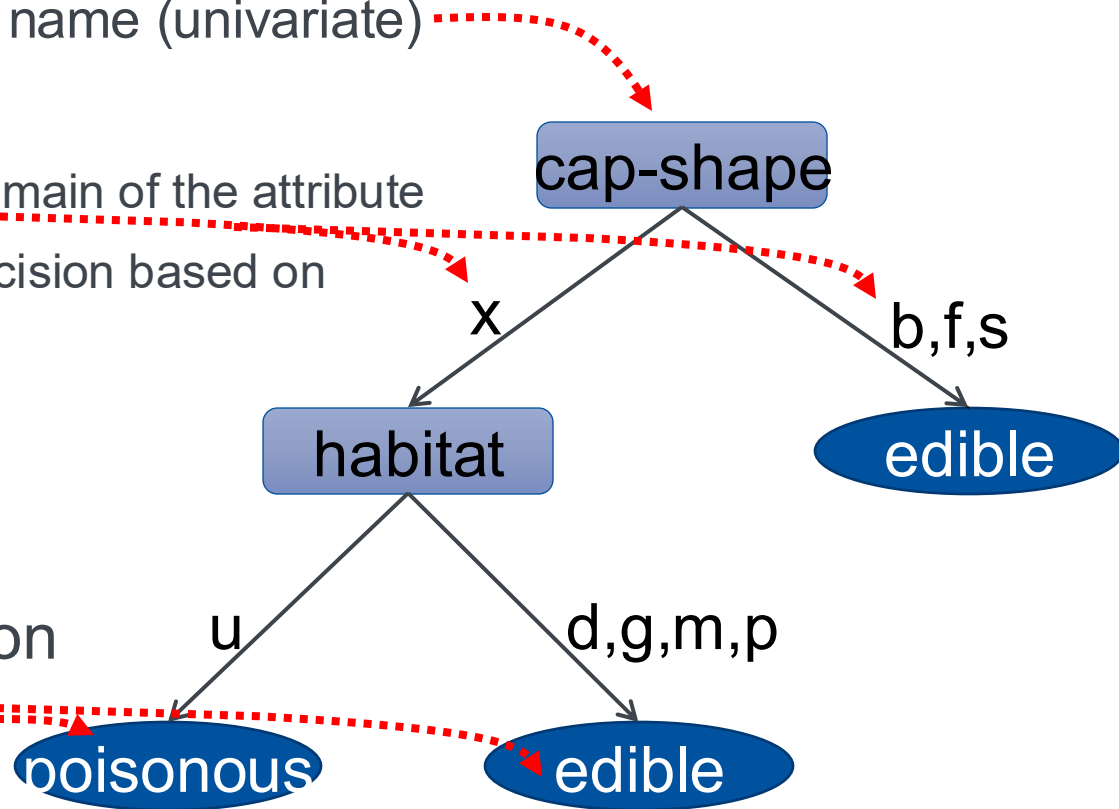 name (univariate)
cap-shape
main of the attribute
cision based on
x
b,f,s
habitat
edible
on
u
d,g,m,p
poisonous
edible